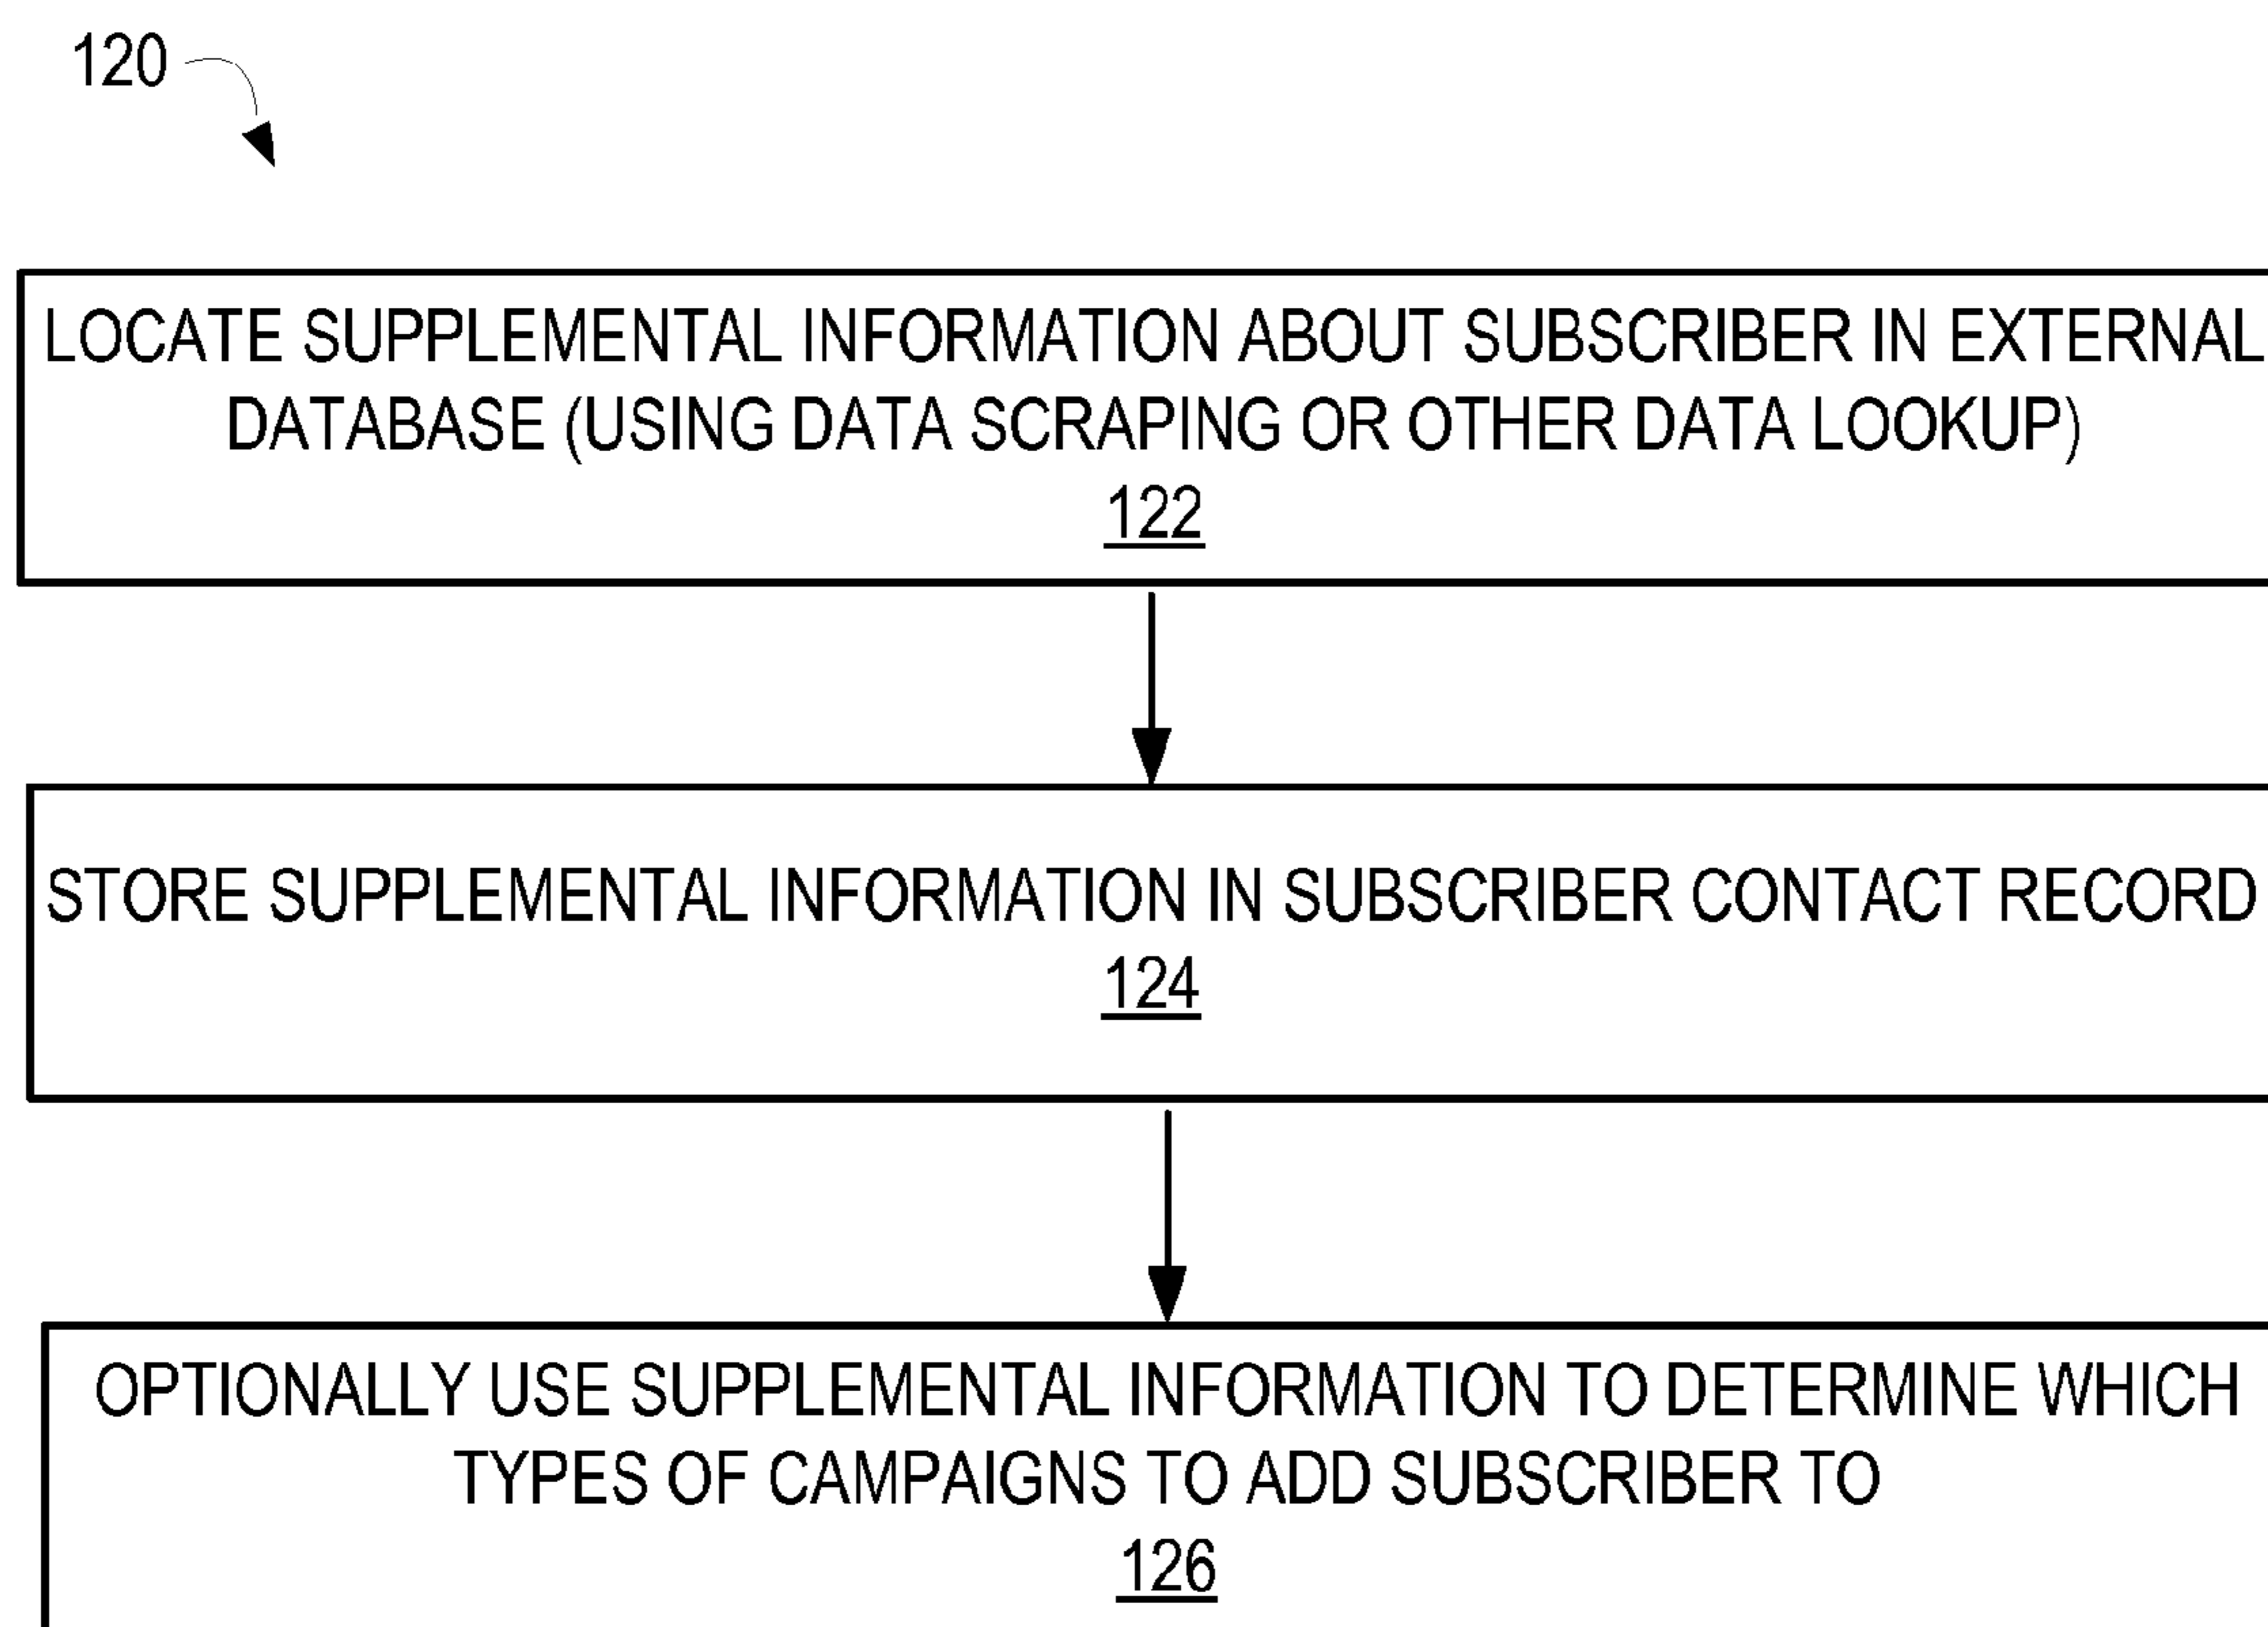 120
LOCATE SUPPLEMENTAL INFORMATION ABOUT SUBSCRIBER IN EXTERNAL
DATABASE (USING DATA SCRAPING OR OTHER DATA LOOKUP)
122
STORE SUPPLEMENTAL INFORMATION IN SUBSCRIBER CONTACT RECORD
124
OPTIONALLY USE SUPPLEMENTAL INFORMATION TO DETERMINE WHICH
TYPES OF CAMPAIGNS TO ADD SUBSCRIBER TO
126